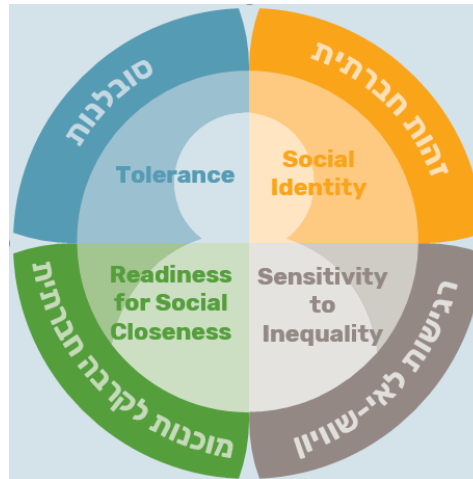 סובלנות
זהות חברתית
Tolerance
Social
Identity
Readiness
for Social
Closeness
Sensitivity
to
Inequality
מוכנות לקרבה חברתית
רגישות לאי-שוויון